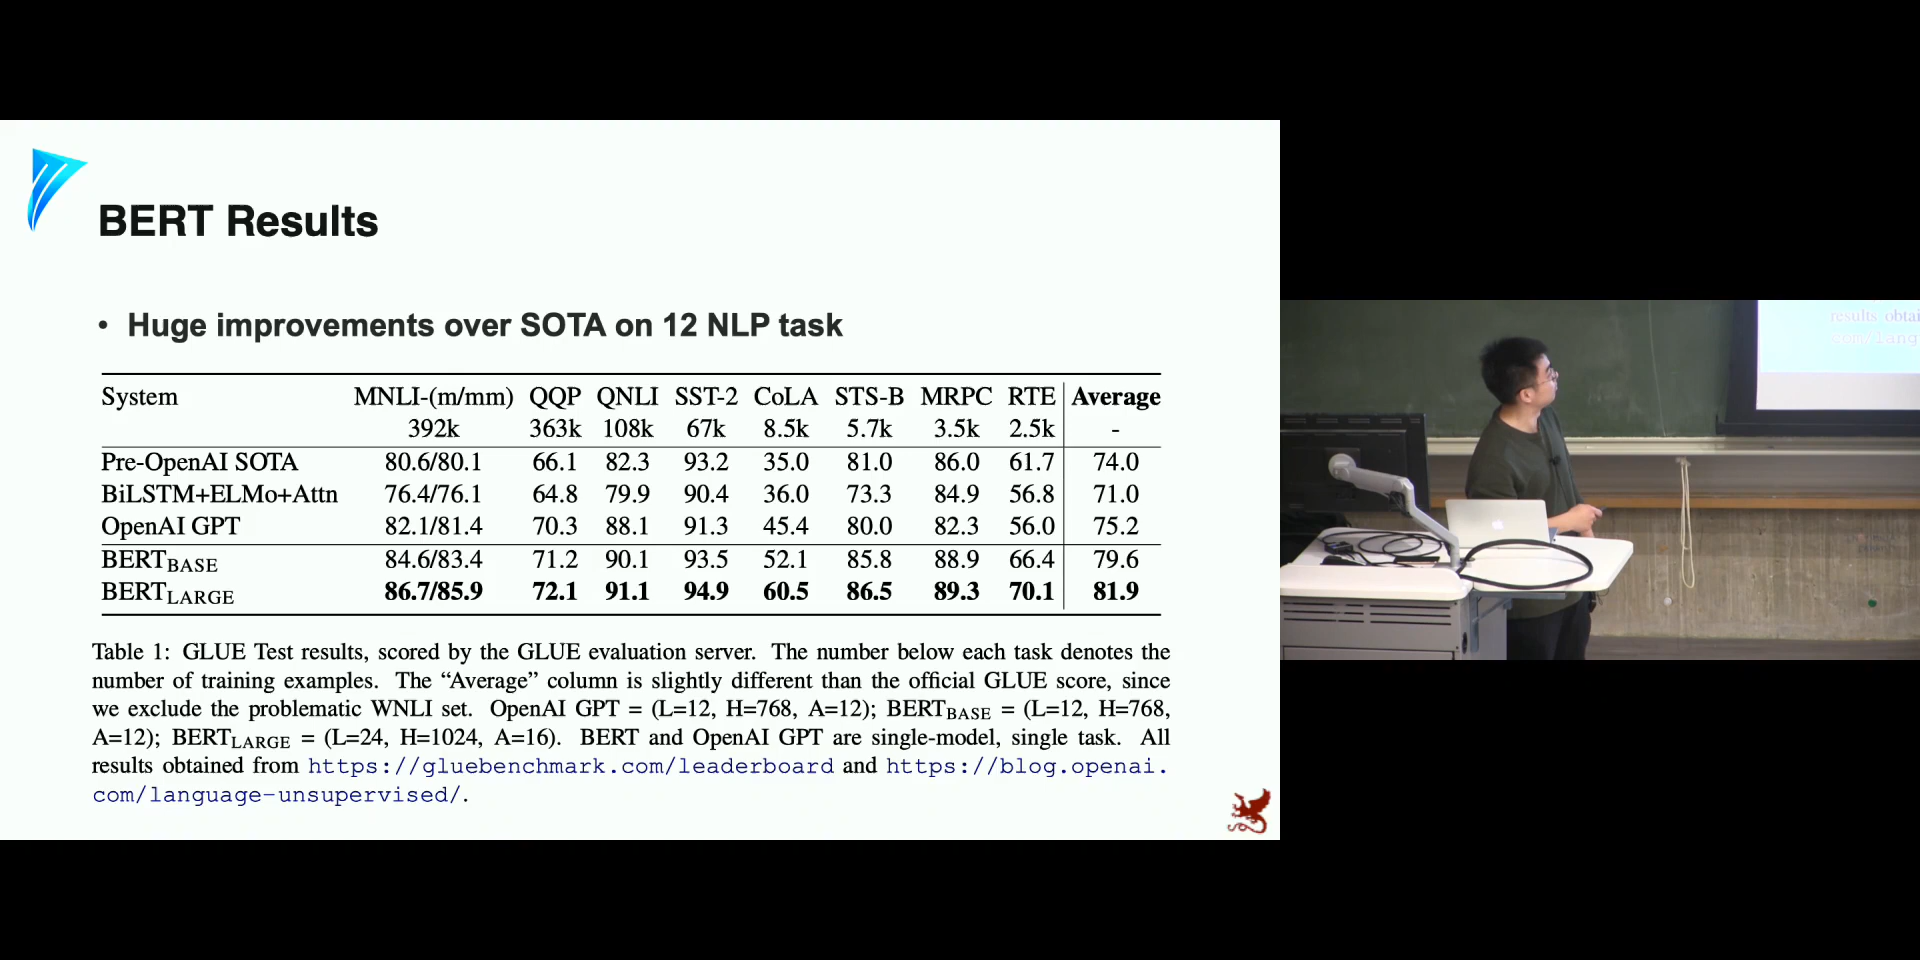 BERT Results
• Huge improvements over SOTA on 12 NLP task
System MNLI-(m/mm) QQP QNLI SST-2 CoLA STS-B MRPC RTE Average
392k 363k 108k 67k 8.5k 5.7k 3.5k 2.5k -
Pre-OpenAI SOTA 80.6/80.1 66.1 82.3 93.2 35.0 81.0 86.0 61.7 74.0
BiLSTM+ELMo+Attn 76.4/76.1 64.8 79.9 90.4 36.0 73.3 84.9 56.8 71.0
OpenAI GPT 82.1/81.4 70.3 88.1 91.3 45.4 80.0 82.3 56.0 75.2
BERTBASE 84.6/83.4 71.2 90.1 93.5 52.1 85.8 88.9 66.4 79.6
BERTLARGE 86.7/85.9 72.1 91.1 94.9 60.5 86.5 89.3 70.1 81.9
Table 1: GLUE Test results, scored by the GLUE evaluation server. The number below each task denotes the
number of training examples. The “Average” column is slightly different than the official GLUE score, since
we exclude the problematic WNLI set. OpenAI GPT = (L=12, H=768, A=12); BERTBASE = (L=12, H=768,
A=12); BERTLARGE = (L=24, H=1024, A=16). BERT and OpenAI GPT are single-model, single task. All
results obtained from https://gluebenchmark.com/leaderboard and https://blog.openai.
com/language-unsupervised/.
results obtai
com/lang